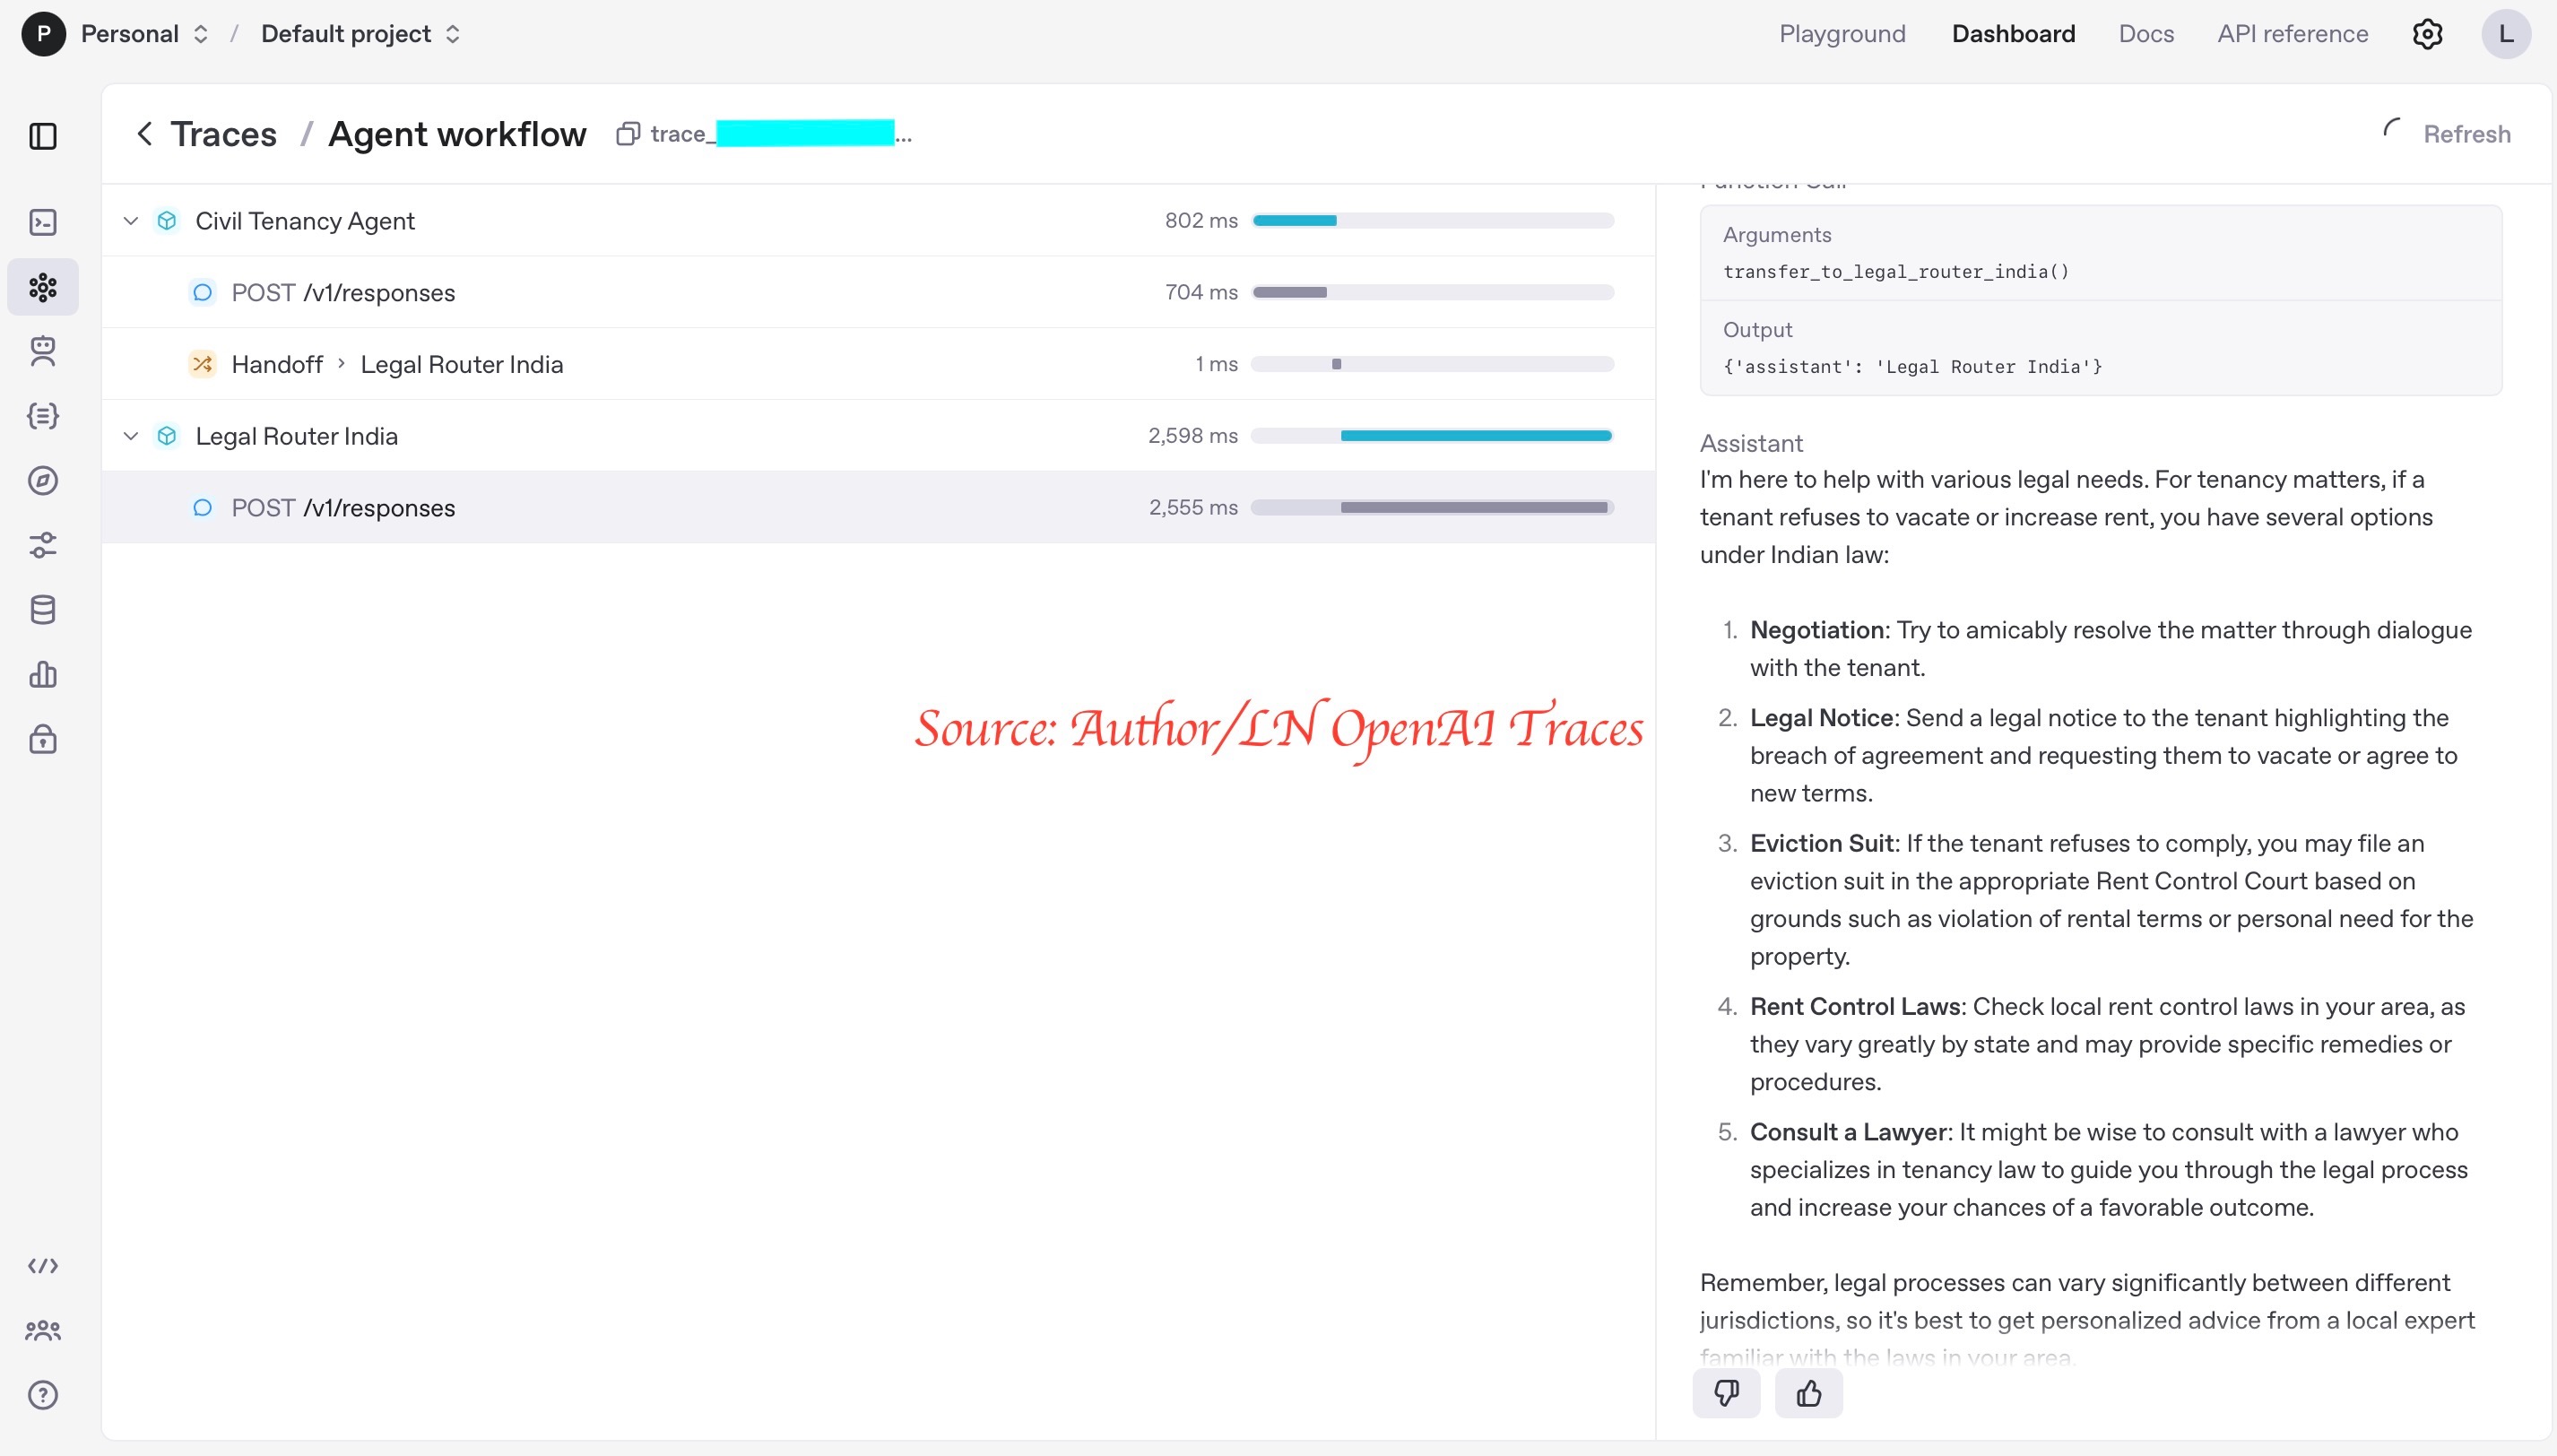 P Personal / Default project
Playground Dashboard Docs API reference L
Traces / Agent workflow trace_ ...
Refresh
Civil Tenancy Agent 802 ms
POST /v1/responses 704 ms
Handoff > Legal Router India 1 ms
Legal Router India 2,598 ms
POST /v1/responses 2,555 ms
Source: Author/LN OpenAI Traces
Function Call
Arguments
transfer_to_legal_router_india()
Output
{'assistant': 'Legal Router India'}
Assistant
I'm here to help with various legal needs. For tenancy matters, if a
tenant refuses to vacate or increase rent, you have several options
under Indian law:
1. Negotiation: Try to amicably resolve the matter through dialogue
with the tenant.
2. Legal Notice: Send a legal notice to the tenant highlighting the
breach of agreement and requesting them to vacate or agree to
new terms.
3. Eviction Suit: If the tenant refuses to comply, you may file an
eviction suit in the appropriate Rent Control Court based on
grounds such as violation of rental terms or personal need for the
property.
4. Rent Control Laws: Check local rent control laws in your area, as
they vary greatly by state and may provide specific remedies or
procedures.
5. Consult a Lawyer: It might be wise to consult with a lawyer who
specializes in tenancy law to guide you through the legal process
and increase your chances of a favorable outcome.
Remember, legal processes can vary significantly between different
jurisdictions, so it's best to get personalized advice from a local expert
familiar with the laws in your area.